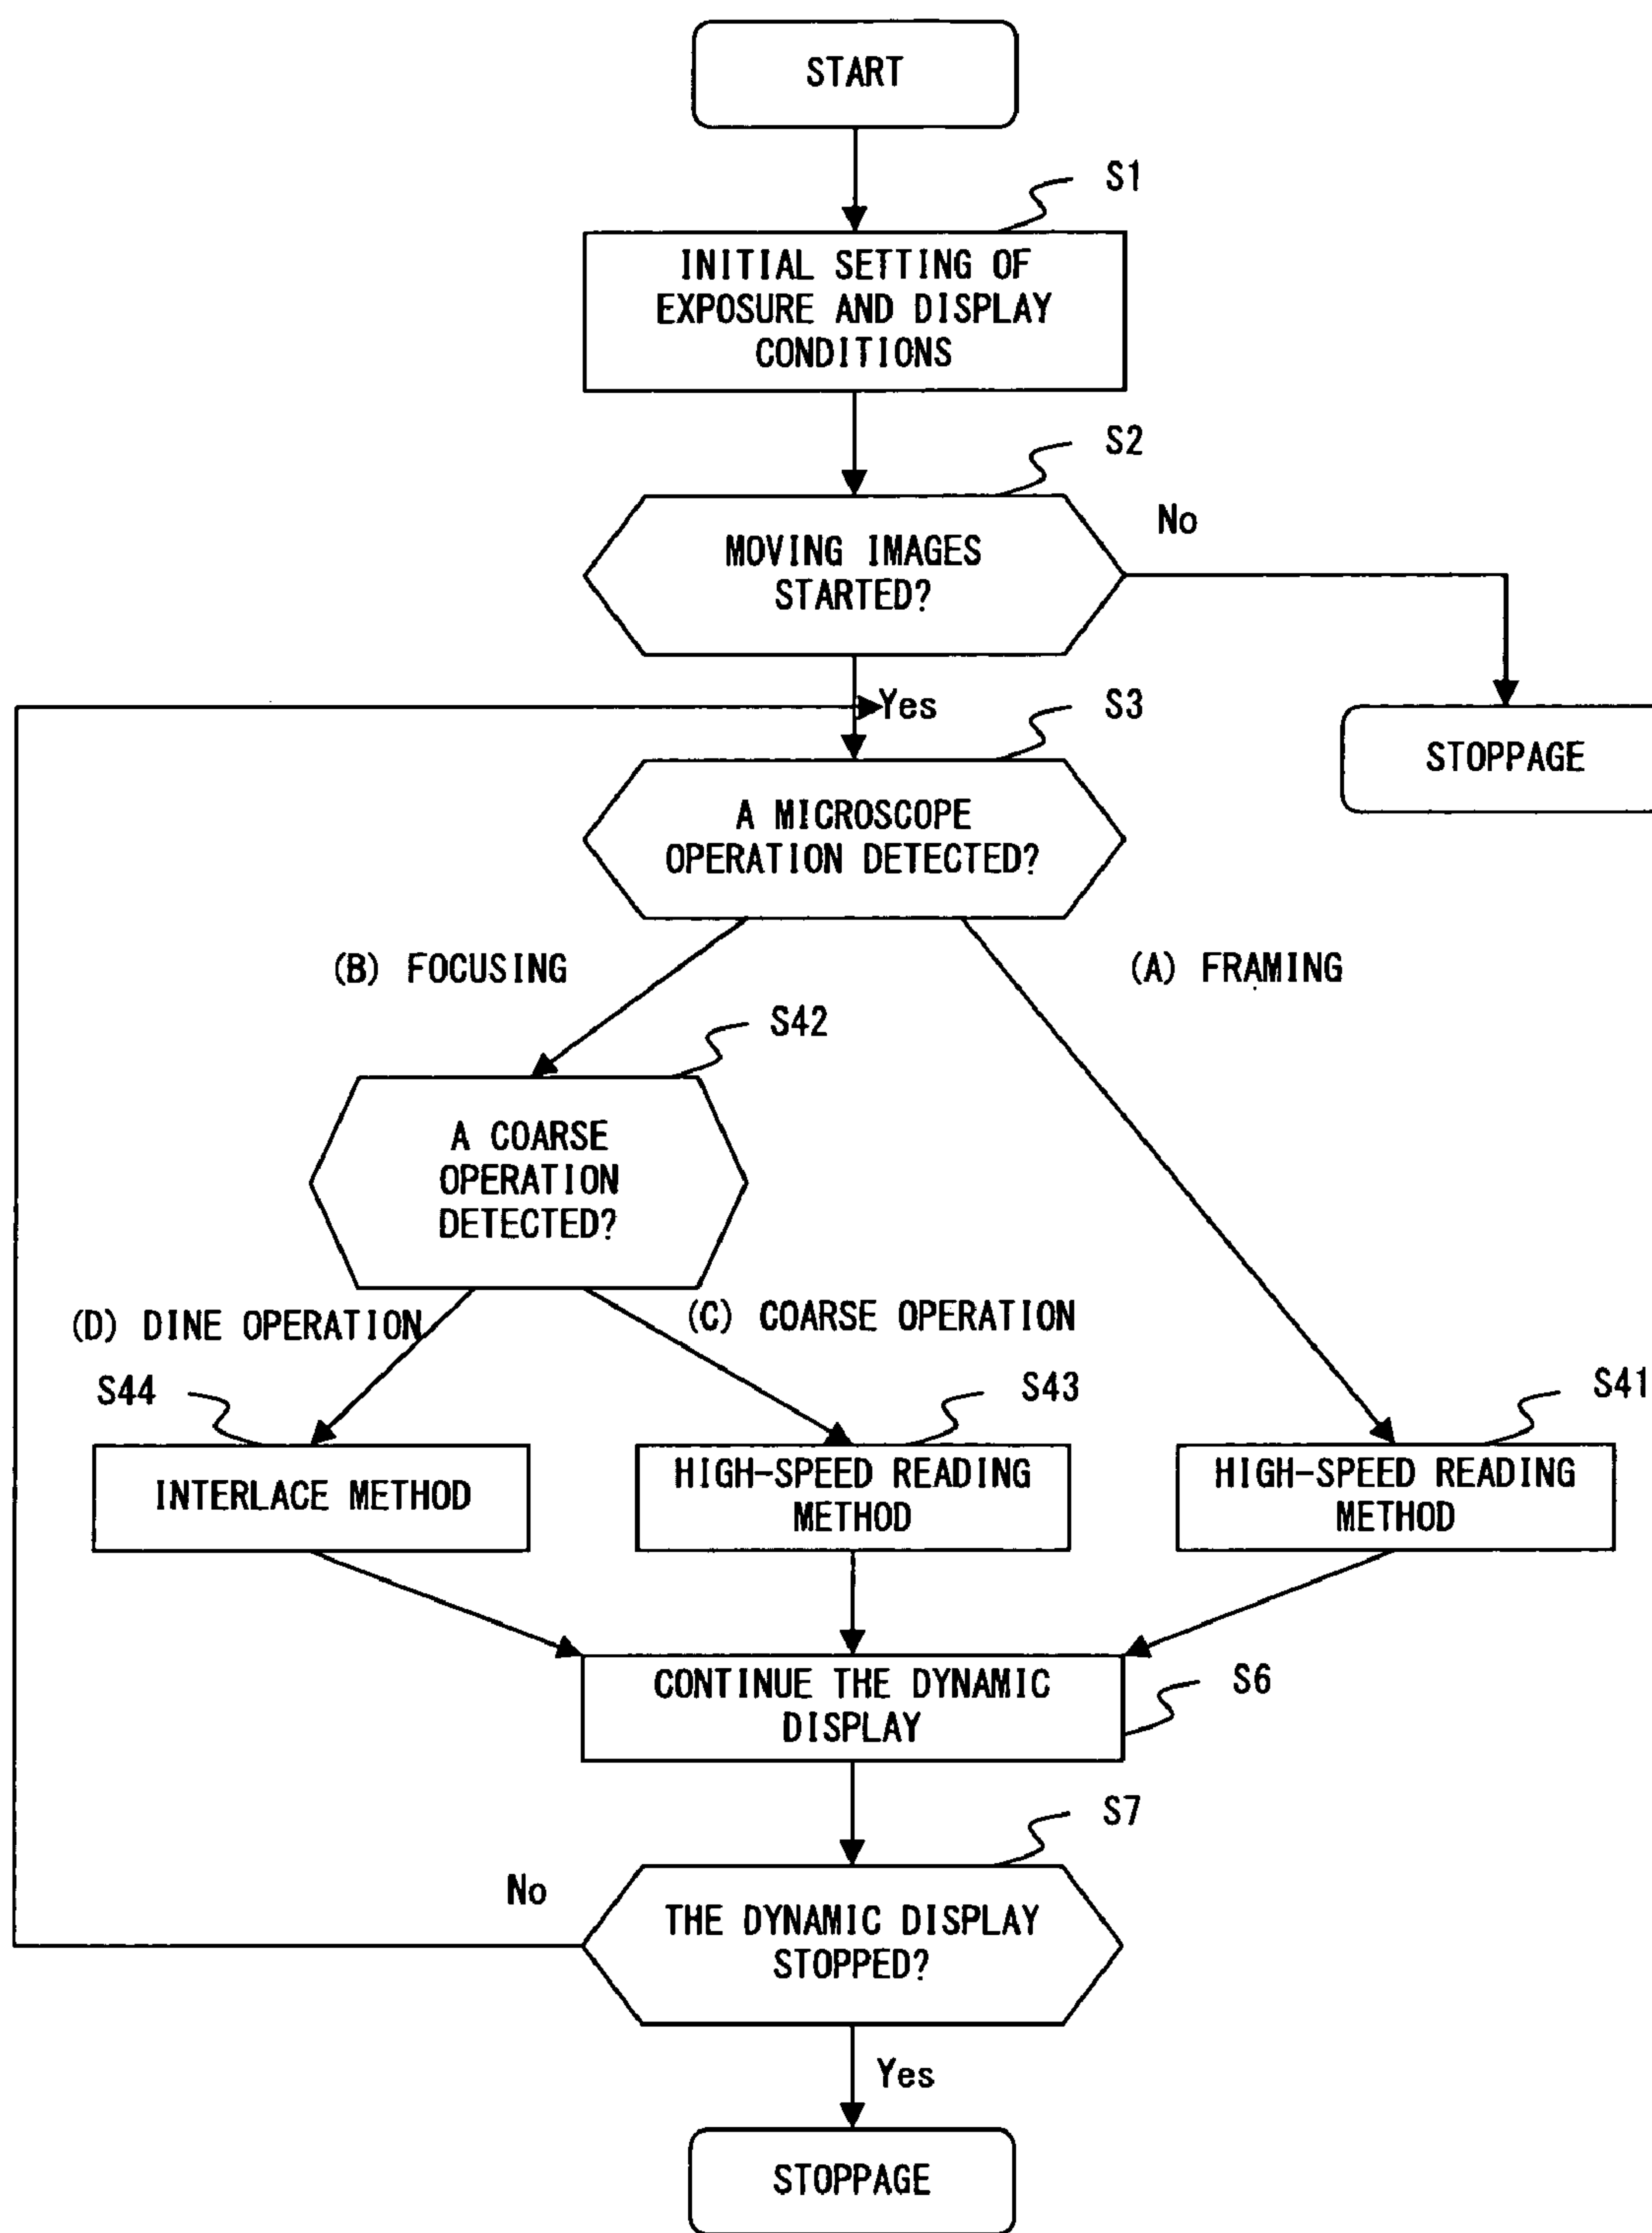 START
S1
INITIAL SETTING OF
EXPOSURE AND DISPLAY
CONDITIONS
S2
MOVING IMAGES
STARTED?
No
Yes
S3
STOPPAGE
A MICROSCOPE
OPERATION DETECTED?
(B) FOCUSING
(A) FRAMING
S42
A COARSE
OPERATION
DETECTED?
(D) DINE OPERATION
(C) COARSE OPERATION
S44
S43
S41
INTERLACE METHOD
HIGH-SPEED READING
METHOD
HIGH-SPEED READING
METHOD
CONTINUE THE DYNAMIC
DISPLAY
S6
S7
No
THE DYNAMIC DISPLAY
STOPPED?
Yes
STOPPAGE